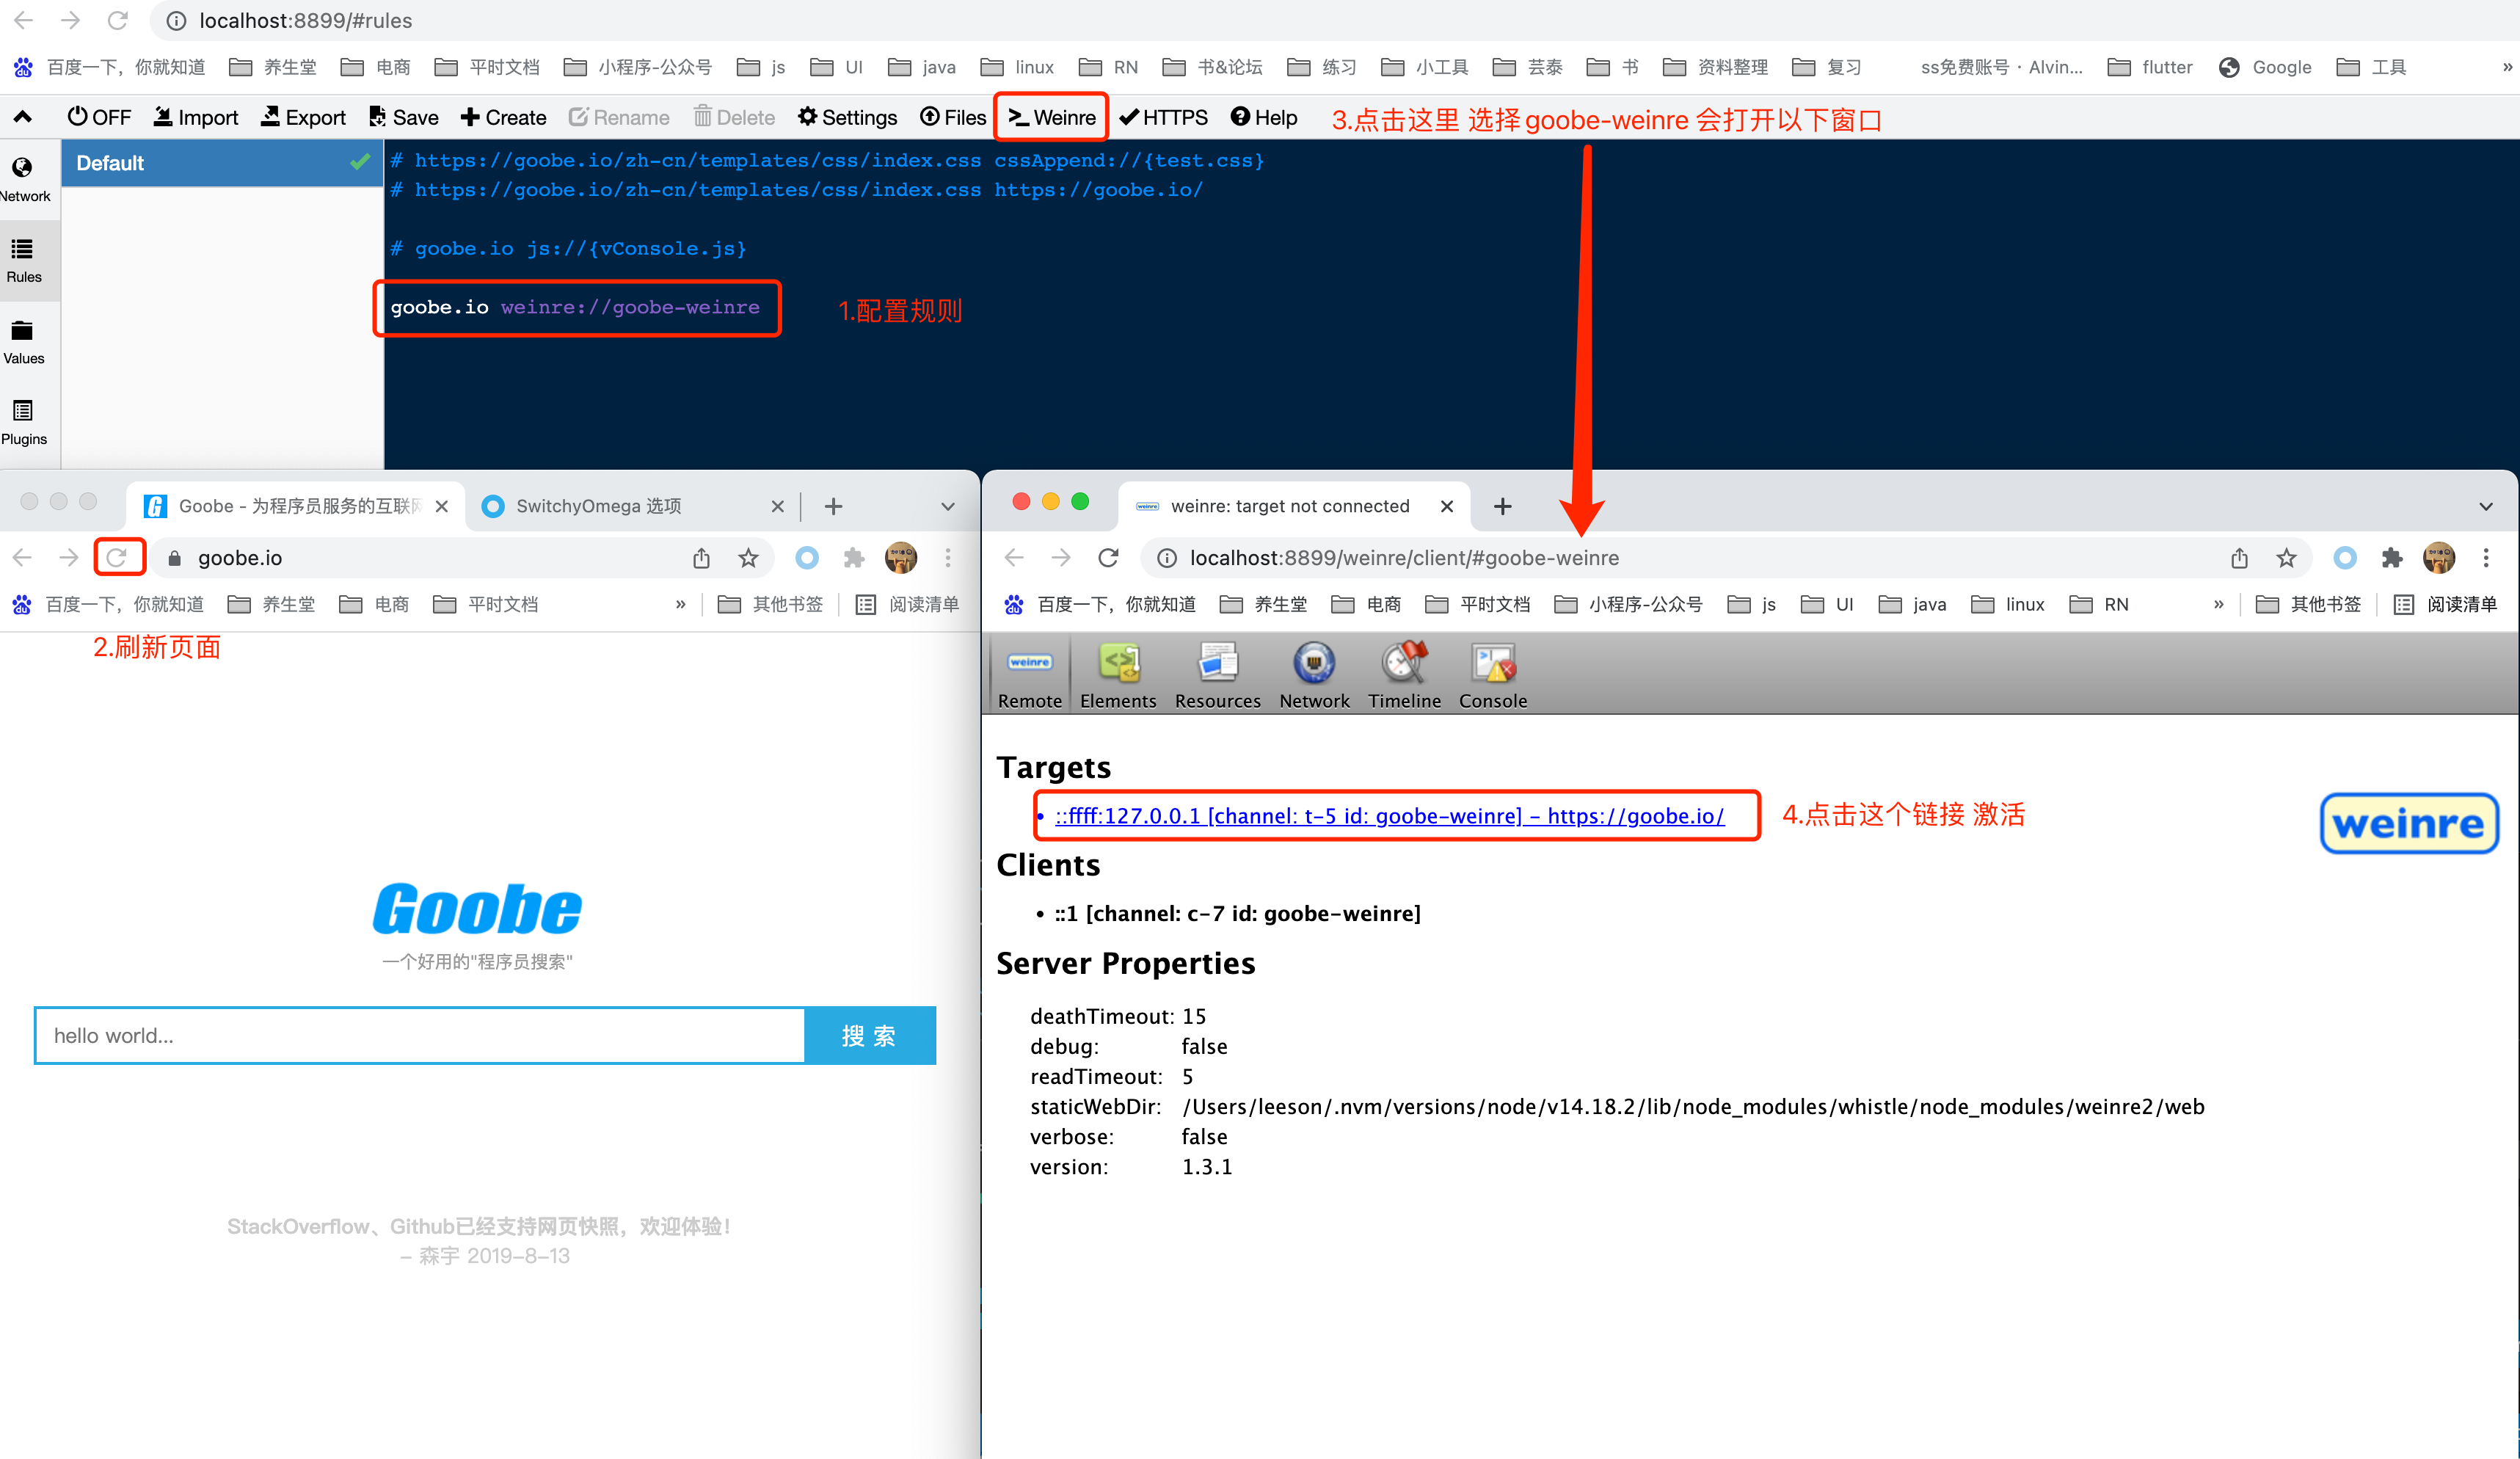 localhost:8899/#rules
百度一下，你就知道 养生堂 电商 平时文档 小程序-公众号 js UI java linux RN 书&论坛 练习 小工具 芸泰 书 资料整理 复习 ss免费账号 · Alvin... flutter Google 工具 »
OFF Import Export Save Create Rename Delete Settings Files Weinre HTTPS Help 3.点击这里 选择 goobe-weinre 会打开以下窗口
Network
Rules
Values
Plugins
Default
# https://goobe.io/zh-cn/templates/css/index.css cssAppend://{test.css}
# https://goobe.io/zh-cn/templates/css/index.css https://goobe.io/
# goobe.io js://{vConsole.js}
goobe.io weinre://goobe-weinre 1.配置规则
Goobe - 为程序员服务的互联网 SwitchyOmega 选项
goobe.io
百度一下，你就知道 养生堂 电商 平时文档 » 其他书签 阅读清单
2.刷新页面
Goobe
一个好用的"程序员搜索"
hello world... 搜 索
StackOverflow、Github已经支持网页快照，欢迎体验！
- 森宇 2019-8-13
weinre: target not connected
localhost:8899/weinre/client/#goobe-weinre
百度一下，你就知道 养生堂 电商 平时文档 小程序-公众号 js UI java linux RN » 其他书签 阅读清单
weinre
Remote Elements Resources Network Timeline Console
Targets
• ::ffff:127.0.0.1 [channel: t-5 id: goobe-weinre] - https://goobe.io/ 4.点击这个链接 激活
weinre
Clients
• ::1 [channel: c-7 id: goobe-weinre]
Server Properties
deathTimeout: 15
debug: false
readTimeout: 5
staticWebDir: /Users/leeson/.nvm/versions/node/v14.18.2/lib/node_modules/whistle/node_modules/weinre2/web
verbose: false
version: 1.3.1